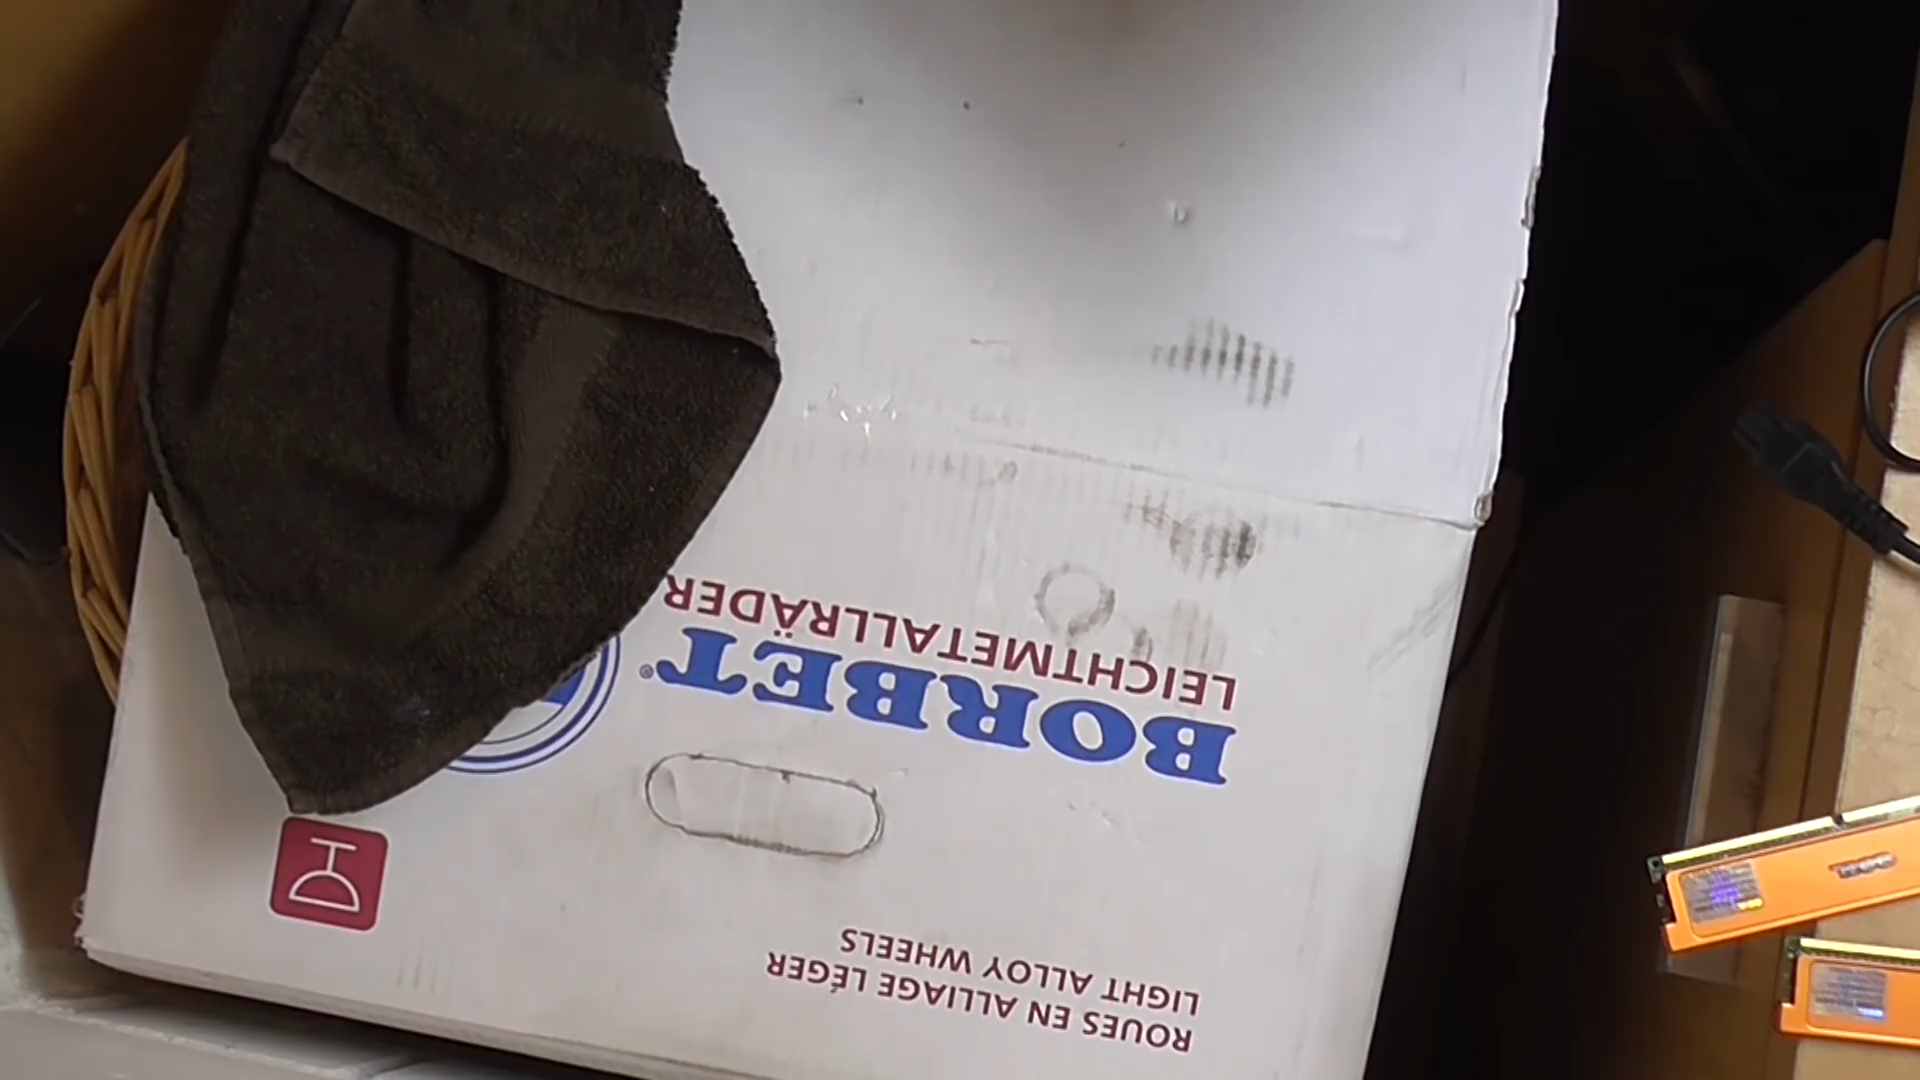 ROUES EN ALLIAGE LÉGER
LIGHT ALLOY WHEELS
BORBET®
LEICHTMETALLRÄDER